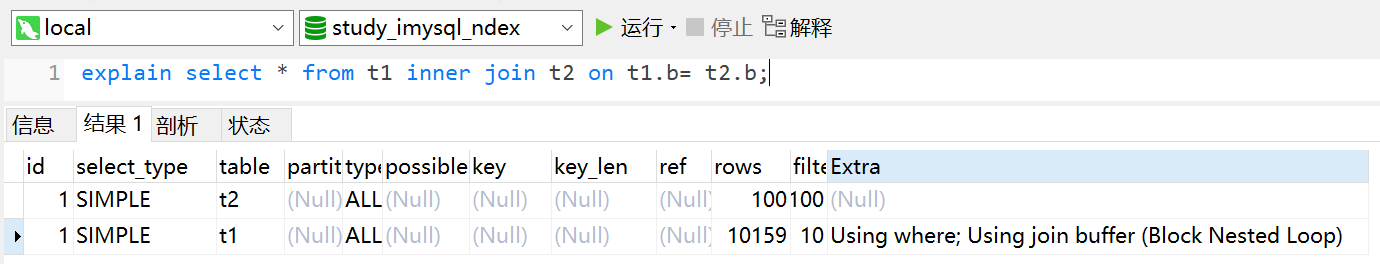 local study_imysql_ndex 运行 · 停止 解释
1 explain select * from t1 inner join t2 on t1.b= t2.b;
信息 结果 1 剖析 状态
id select_type table partit type possible key key_len ref rows filte Extra
1 SIMPLE t2 (Null) ALL (Null) (Null) (Null) (Null) 100 100 (Null)
1 SIMPLE t1 (Null) ALL (Null) (Null) (Null) (Null) 10159 10 Using where; Using join buffer (Block Nested Loop)